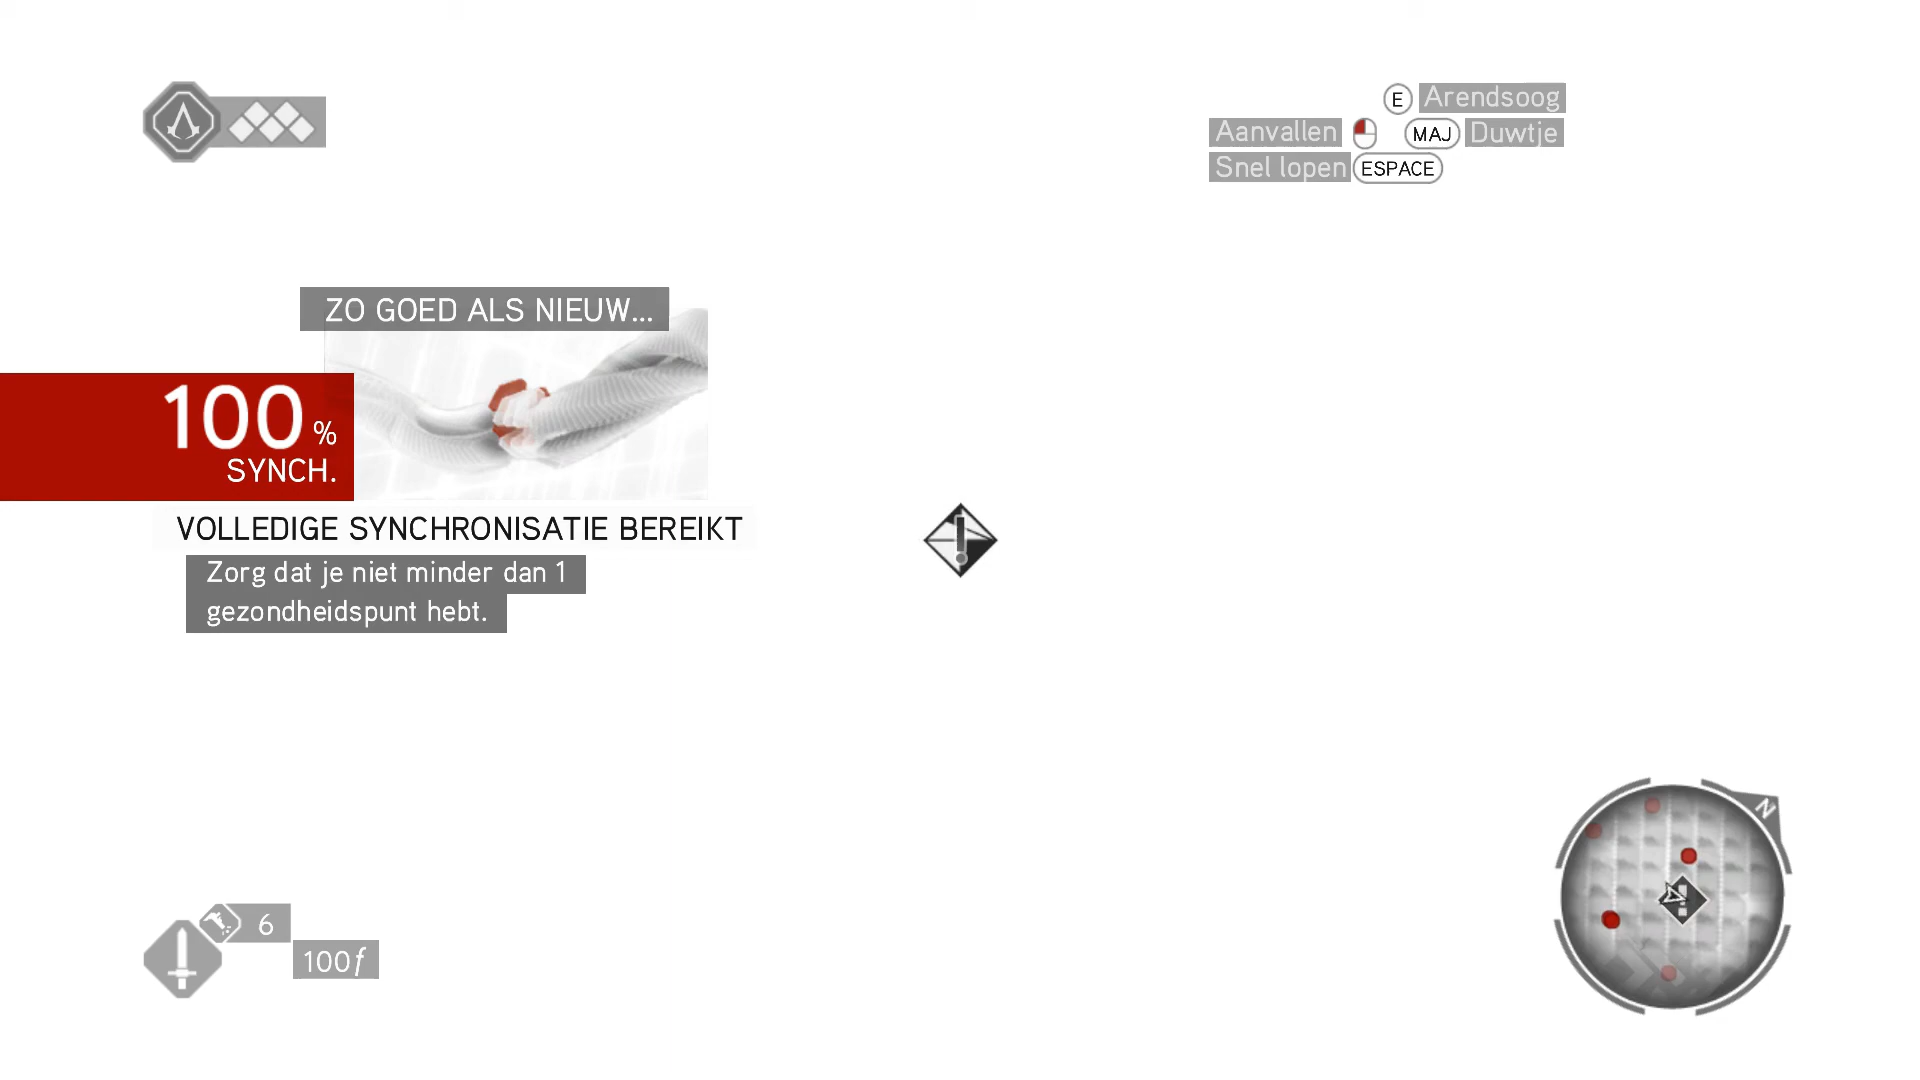 E Arendsoog
Aanvallen MAJ Duwtje
Snel lopen ESPACE
ZO GOED ALS NIEUW...
100 %
SYNCH.
VOLLEDIGE SYNCHRONISATIE BEREIKT
Zorg dat je niet minder dan 1
gezondheidspunt hebt.
N
6
100ƒ